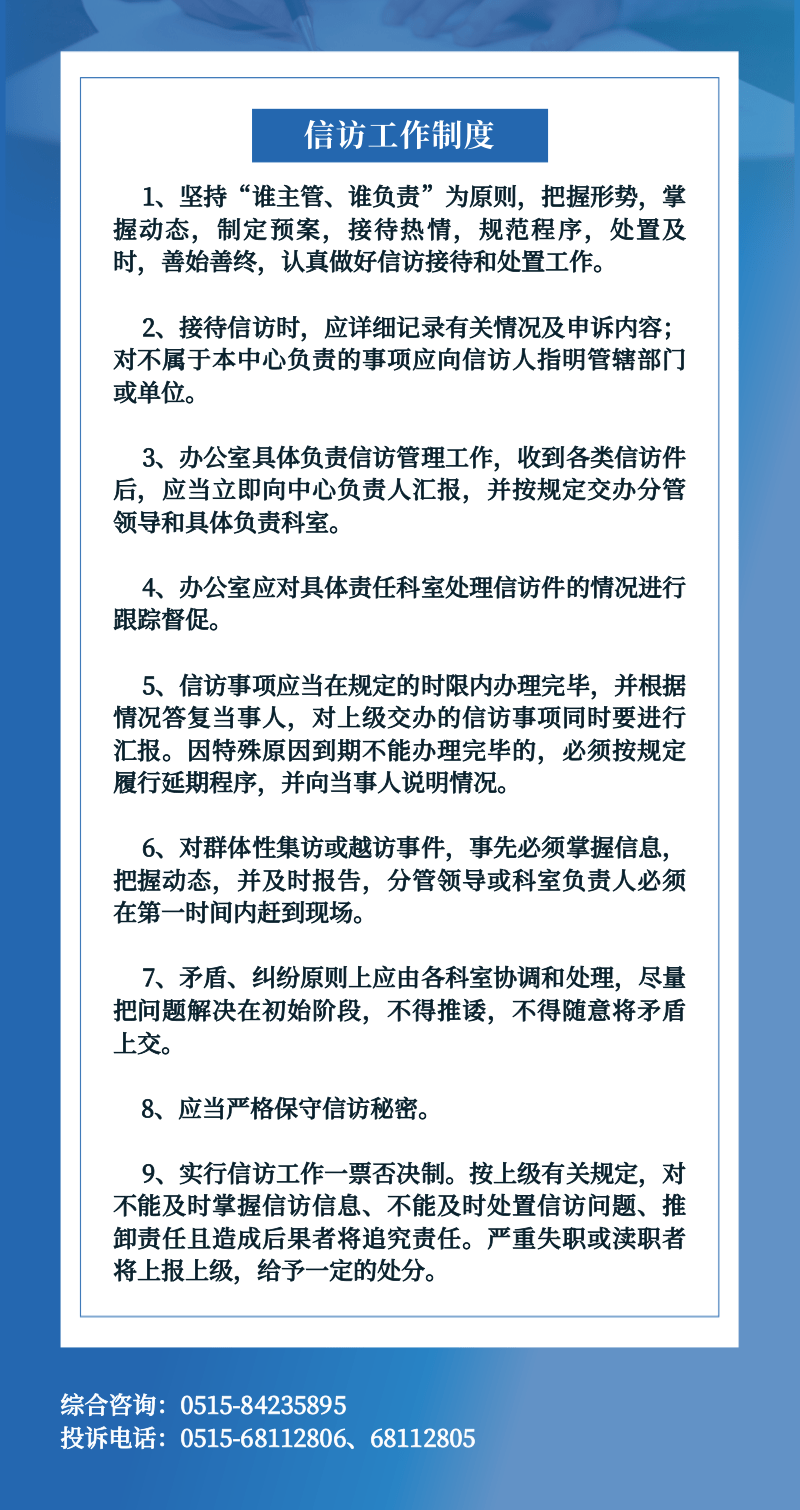 信访工作制度
1、坚持“谁主管、谁负责”为原则，把握形势，掌
握动态，制定预案，接待热情，规范程序，处置及
时，善始善终，认真做好信访接待和处置工作。
2、接待信访时，应详细记录有关情况及申诉内容；
对不属于本中心负责的事项应向信访人指明管辖部门
或单位。
3、办公室具体负责信访管理工作，收到各类信访件
后，应当立即向中心负责人汇报，并按规定交办分管
领导和具体负责科室。
4、办公室应对具体责任科室处理信访件的情况进行
跟踪督促。
5、信访事项应当在规定的时限内办理完毕，并根据
情况答复当事人，对上级交办的信访事项同时要进行
汇报。因特殊原因到期不能办理完毕的，必须按规定
履行延期程序，并向当事人说明情况。
6、对群体性集访或越访事件，事先必须掌握信息，
把握动态，并及时报告，分管领导或科室负责人必须
在第一时间内赶到现场。
7、矛盾、纠纷原则上应由各科室协调和处理，尽量
把问题解决在初始阶段，不得推诿，不得随意将矛盾
上交。
8、应当严格保守信访秘密。
9、实行信访工作一票否决制。按上级有关规定，对
不能及时掌握信访信息、不能及时处置信访问题、推
卸责任且造成后果者将追究责任。严重失职或渎职者
将上报上级，给予一定的处分。
综合咨询：0515-84235895
投诉电话：0515-68112806、68112805